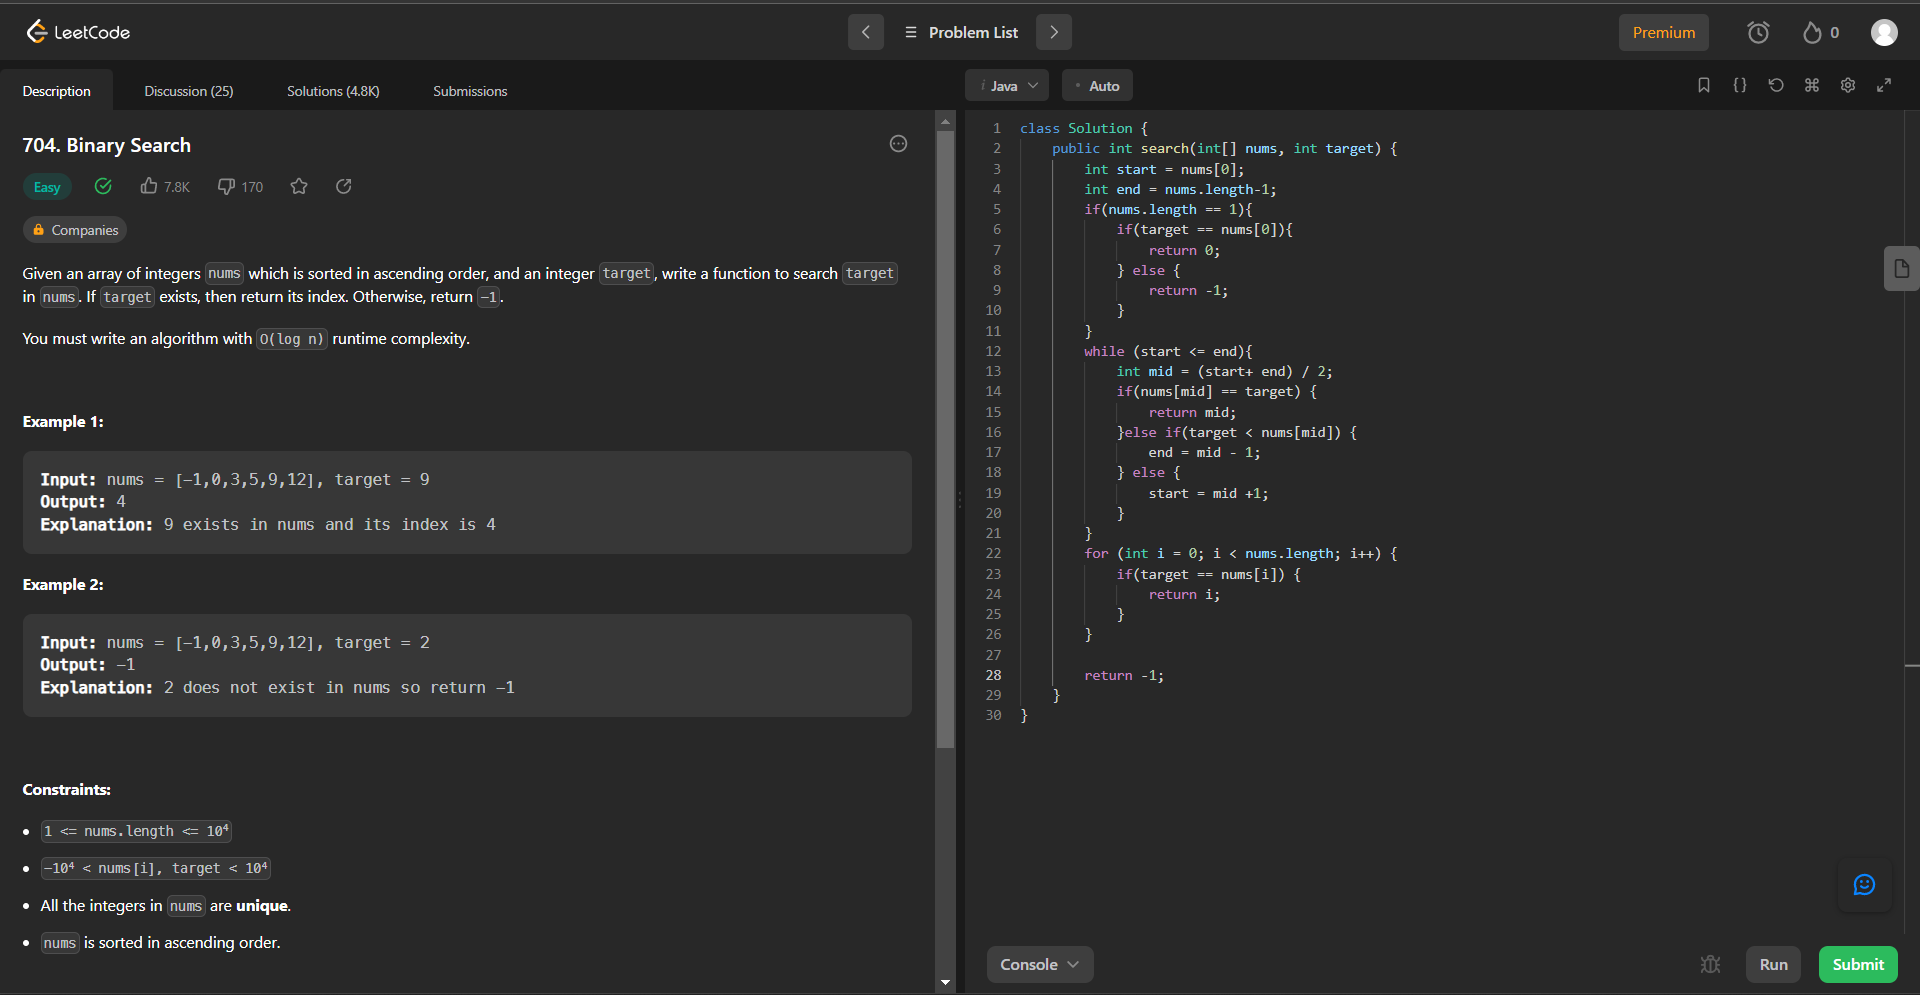 LeetCode
Problem List
Premium
0
Description
Discussion (25)
Solutions (4.8K)
Submissions
704. Binary Search
Easy
7.8K
170
Companies
Given an array of integers nums which is sorted in ascending order, and an integer target, write a function to search target
in nums. If target exists, then return its index. Otherwise, return -1.
You must write an algorithm with O(log n) runtime complexity.
Example 1:
Input: nums = [-1,0,3,5,9,12], target = 9
Output: 4
Explanation: 9 exists in nums and its index is 4
Example 2:
Input: nums = [-1,0,3,5,9,12], target = 2
Output: -1
Explanation: 2 does not exist in nums so return -1
Constraints:
• 1 <= nums.length <= 10⁴
• -10⁴ < nums[i], target < 10⁴
• All the integers in nums are unique.
• nums is sorted in ascending order.
i Java
• Auto
{}
1 class Solution {
2     public int search(int[] nums, int target) {
3         int start = nums[0];
4         int end = nums.length-1;
5         if(nums.length == 1){
6             if(target == nums[0]){
7                 return 0;
8             } else {
9                 return -1;
10             }
11         }
12         while (start <= end){
13             int mid = (start+ end) / 2;
14             if(nums[mid] == target) {
15                 return mid;
16             }else if(target < nums[mid]) {
17                 end = mid - 1;
18             } else {
19                 start = mid +1;
20             }
21         }
22         for (int i = 0; i < nums.length; i++) {
23             if(target == nums[i]) {
24                 return i;
25             }
26         }
27
28         return -1;
29     }
30 }
Console
Run
Submit